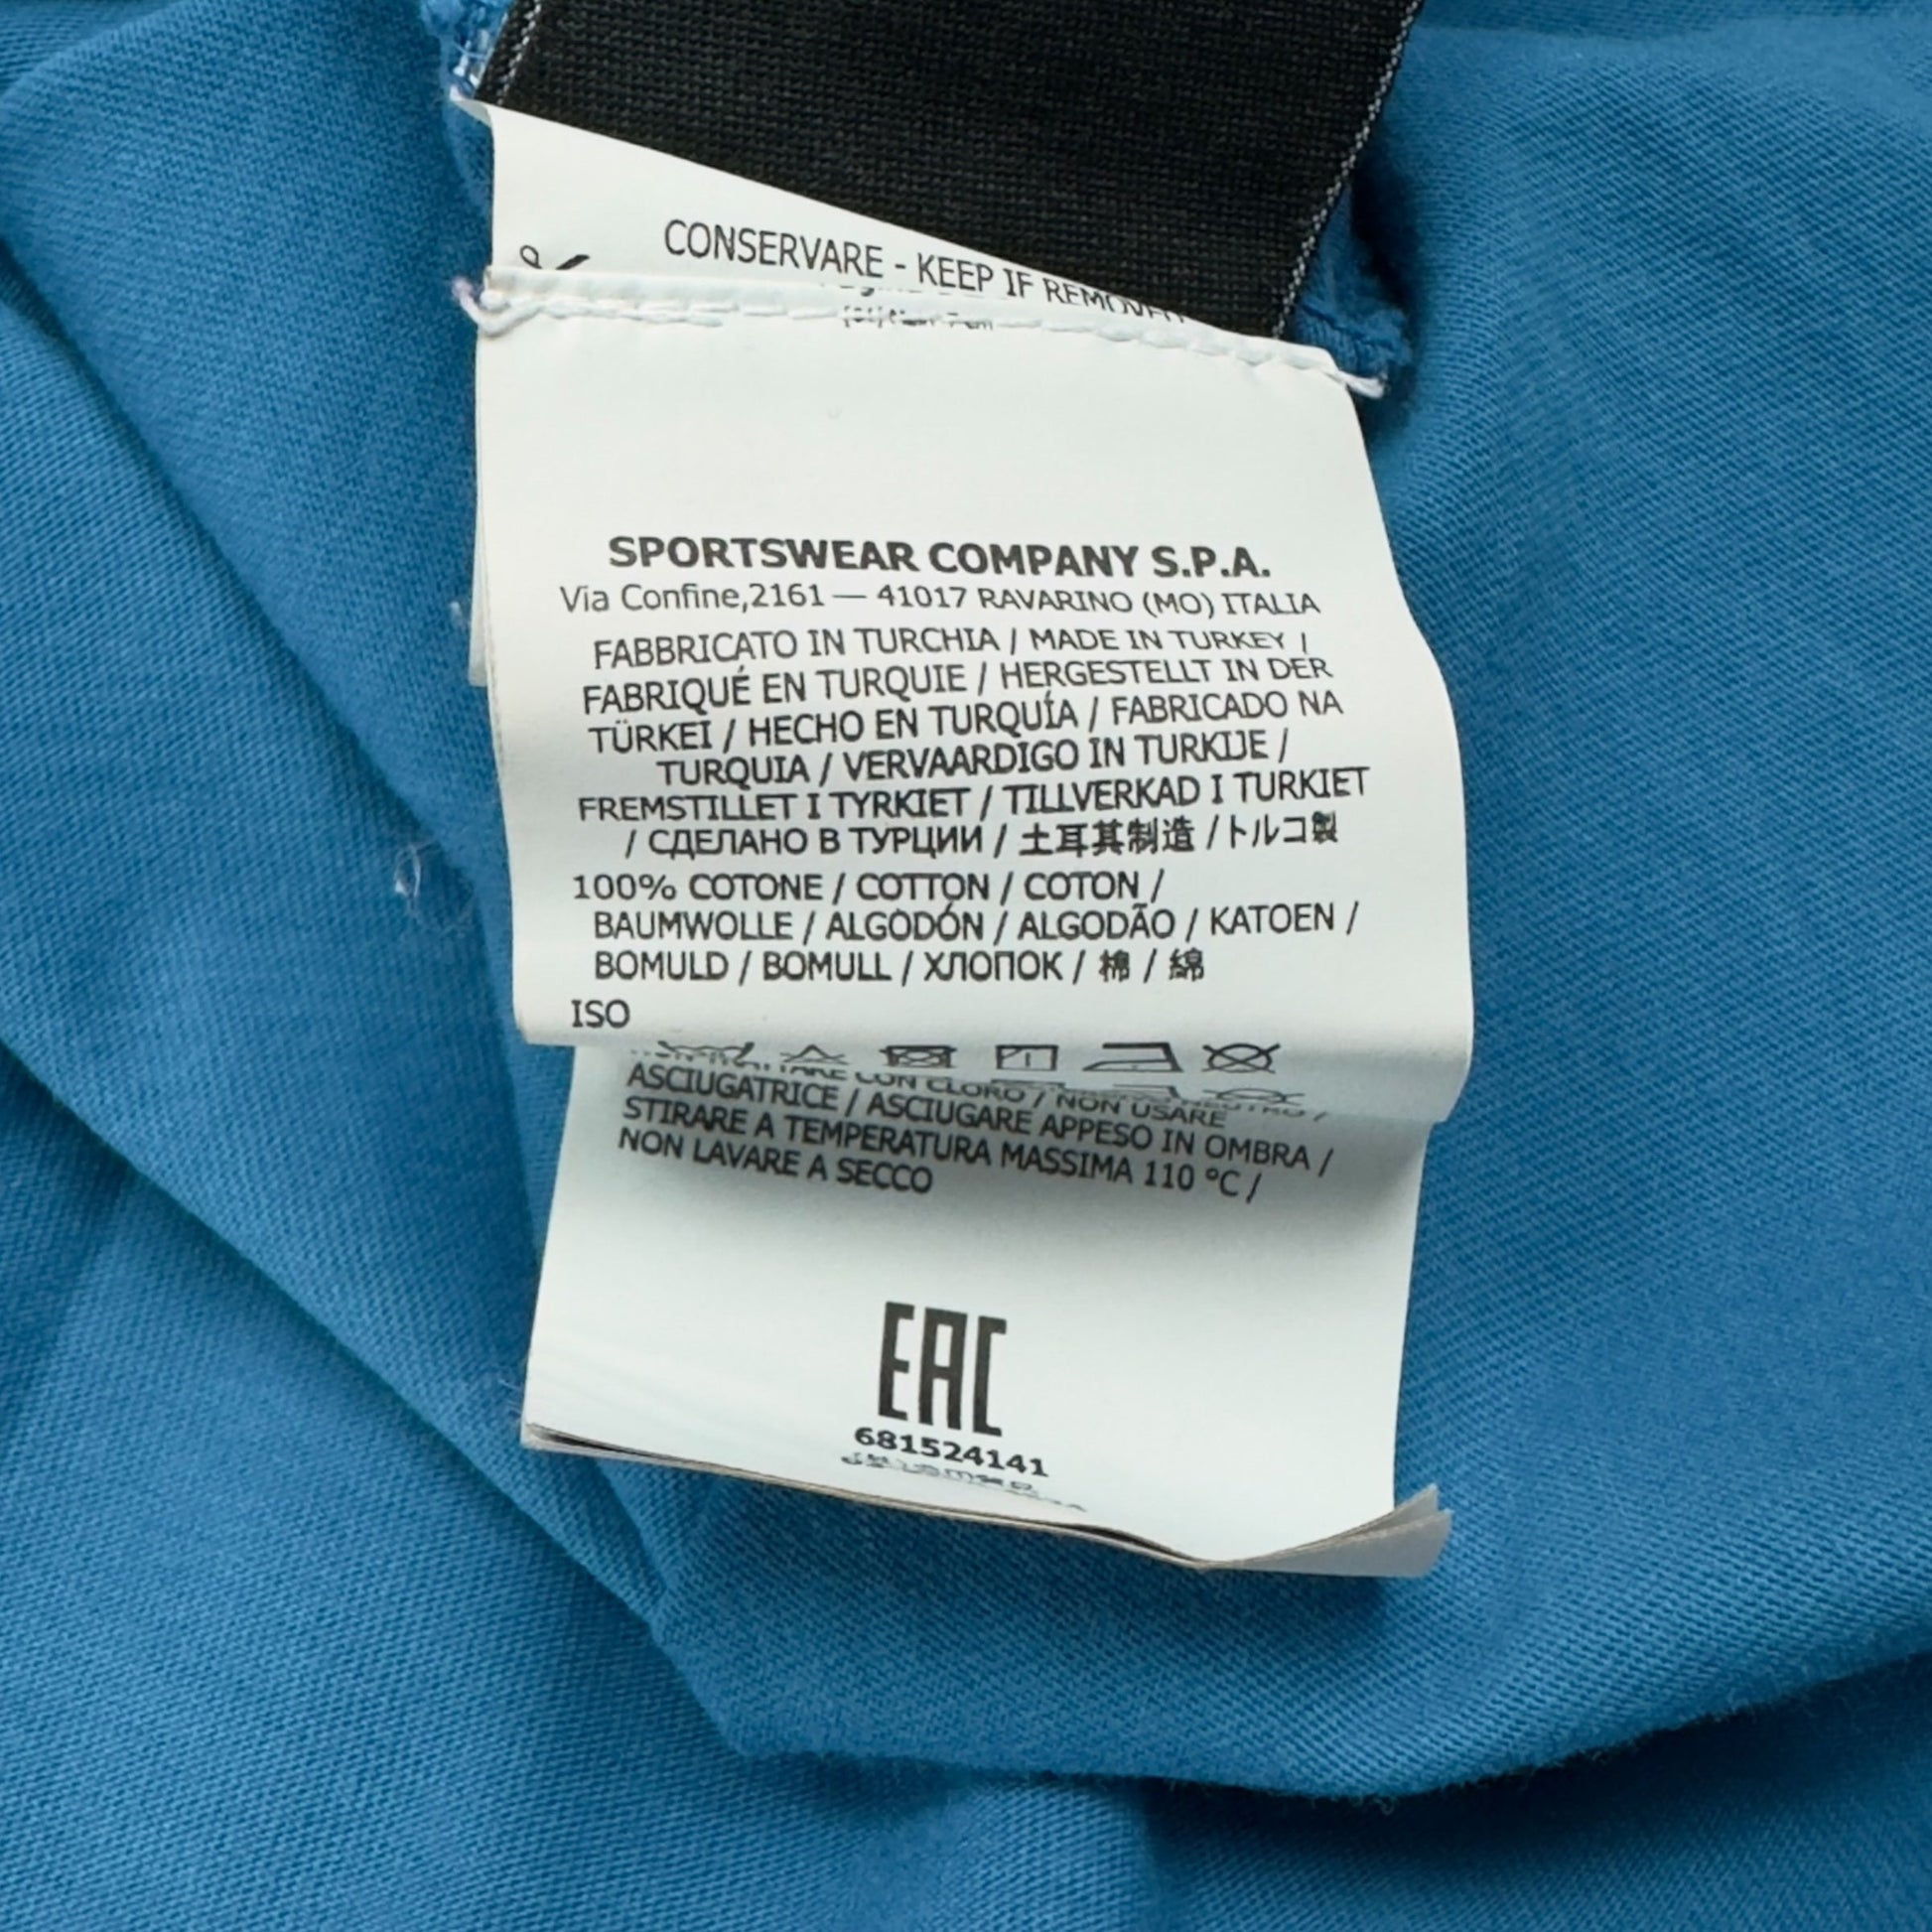 CONSERVARE - KEEP IF
SPORTSWEAR COMPANY S.P.A.
Via Confine,2161 — 41017 RAVARINO (MO) ITALIA
FABBRICATO IN TURCHIA / MADE IN TURKEY /
FABRIQUÉ EN TURQUIE / HERGESTELLT IN DER
TÜRKEI / HECHO EN TURQUÍA / FABRICADO NA
TURQUIA / VERVAARDIGO IN TURKIJE /
FREMSTILLET I TYRKIET / TILLVERKAD I TURKIET
/ СДЕЛАНО В ТУРЦИИ / 土耳其制造 / トルコ製
100% COTONE / COTTON / COTON /
BAUMWOLLE / ALGODÓN / ALGODÃO / KATOEN /
BOMULD / BOMULL / ХЛОПОК / 棉 / 綿
ISO
CON CLORO / NON USARE
ASCIUGATRICE / ASCIUGARE APPESO IN OMBRA /
STIRARE A TEMPERATURA MASSIMA 110 °C /
NON LAVARE A SECCO
EAC
681524141